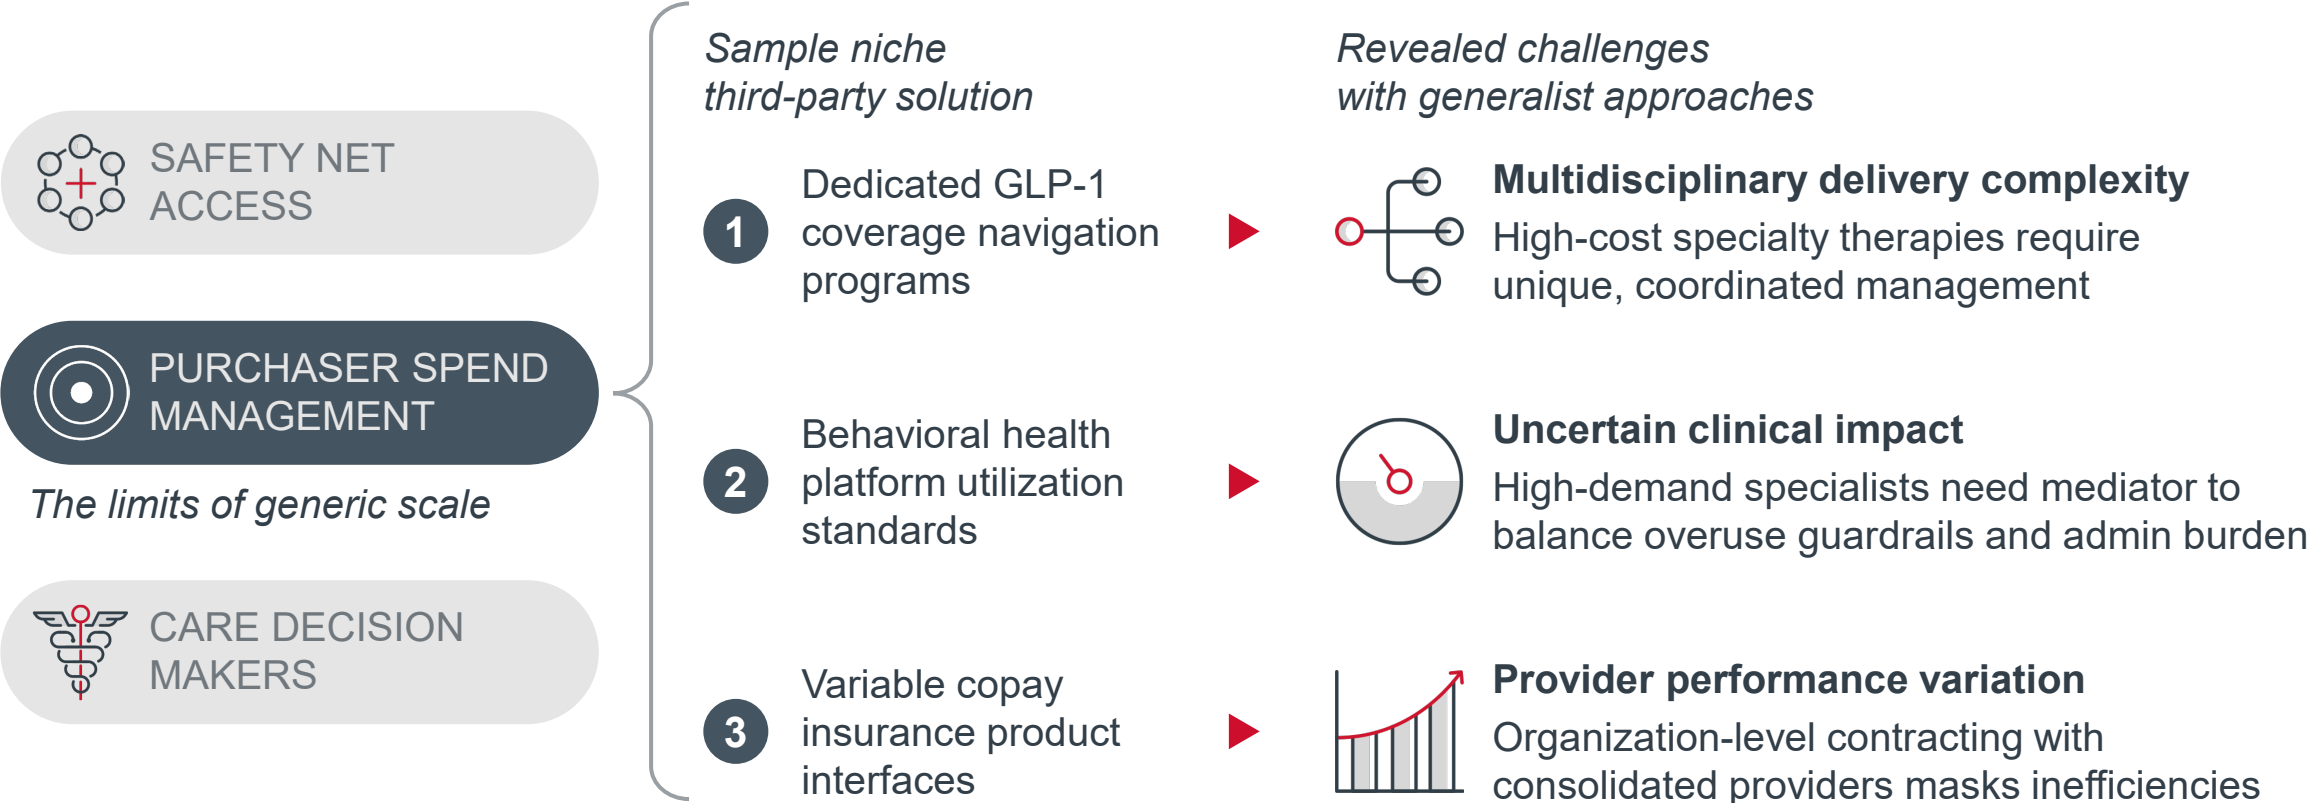 SAFETY NET
ACCESS
PURCHASER SPEND
MANAGEMENT
The limits of generic scale
CARE DECISION
MAKERS
Sample niche
third-party solution
Revealed challenges
with generalist approaches
1
Dedicated GLP-1
coverage navigation
programs
Multidisciplinary delivery complexity
High-cost specialty therapies require
unique, coordinated management
2
Behavioral health
platform utilization
standards
Uncertain clinical impact
High-demand specialists need mediator to
balance overuse guardrails and admin burden
3
Variable copay
insurance product
interfaces
Provider performance variation
Organization-level contracting with
consolidated providers masks inefficiencies